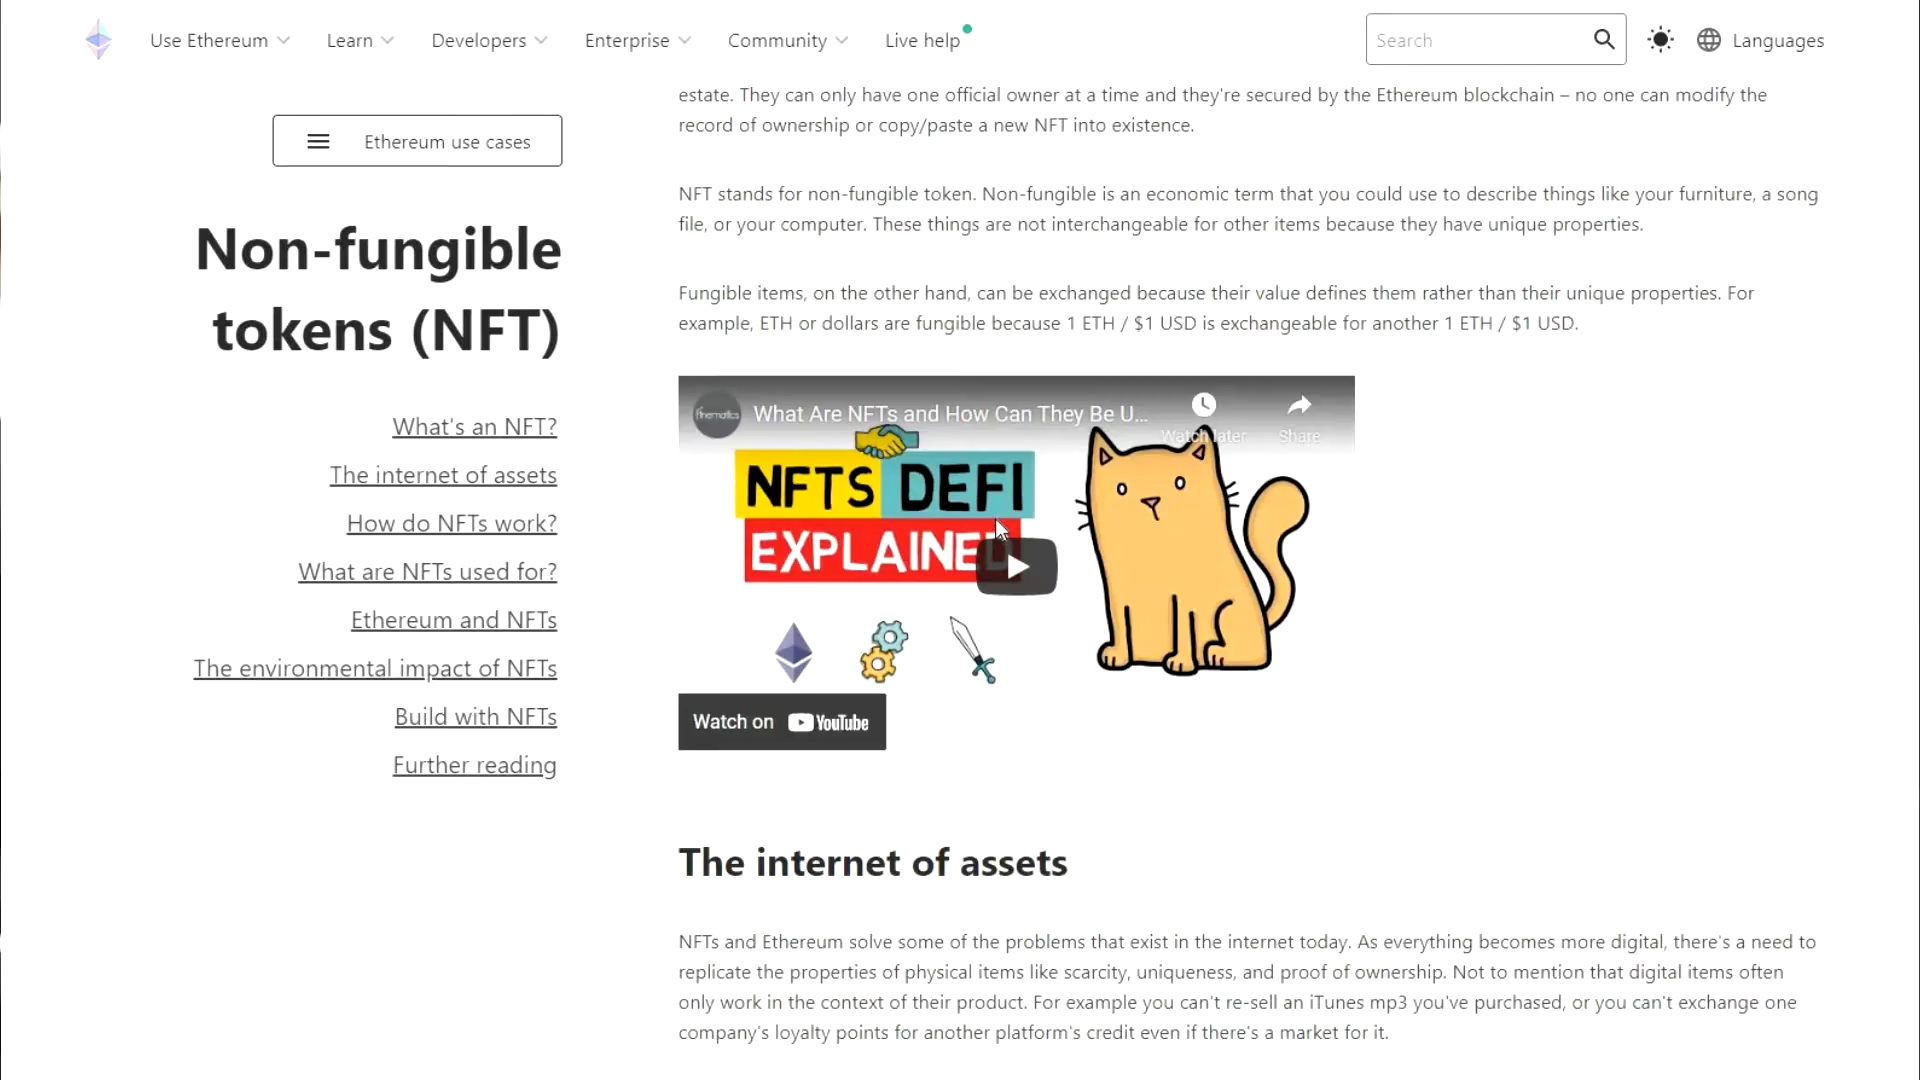 Use Ethereum
Learn
Developers
Enterprise
Community
Live help
Search
Languages
Ethereum use cases
Non-fungible
tokens (NFT)
What's an NFT?
The internet of assets
How do NFTs work?
What are NFTs used for?
Ethereum and NFTs
The environmental impact of NFTs
Build with NFTs
Further reading
estate. They can only have one official owner at a time and they're secured by the Ethereum blockchain – no one can modify the
record of ownership or copy/paste a new NFT into existence.
NFT stands for non-fungible token. Non-fungible is an economic term that you could use to describe things like your furniture, a song
file, or your computer. These things are not interchangeable for other items because they have unique properties.
Fungible items, on the other hand, can be exchanged because their value defines them rather than their unique properties. For
example, ETH or dollars are fungible because 1 ETH / $1 USD is exchangeable for another 1 ETH / $1 USD.
finematics
What Are NFTs and How Can They Be U...
Watch later
Share
NFTS DEFI
EXPLAINED
Watch on YouTube
The internet of assets
NFTs and Ethereum solve some of the problems that exist in the internet today. As everything becomes more digital, there's a need to
replicate the properties of physical items like scarcity, uniqueness, and proof of ownership. Not to mention that digital items often
only work in the context of their product. For example you can't re-sell an iTunes mp3 you've purchased, or you can't exchange one
company's loyalty points for another platform's credit even if there's a market for it.